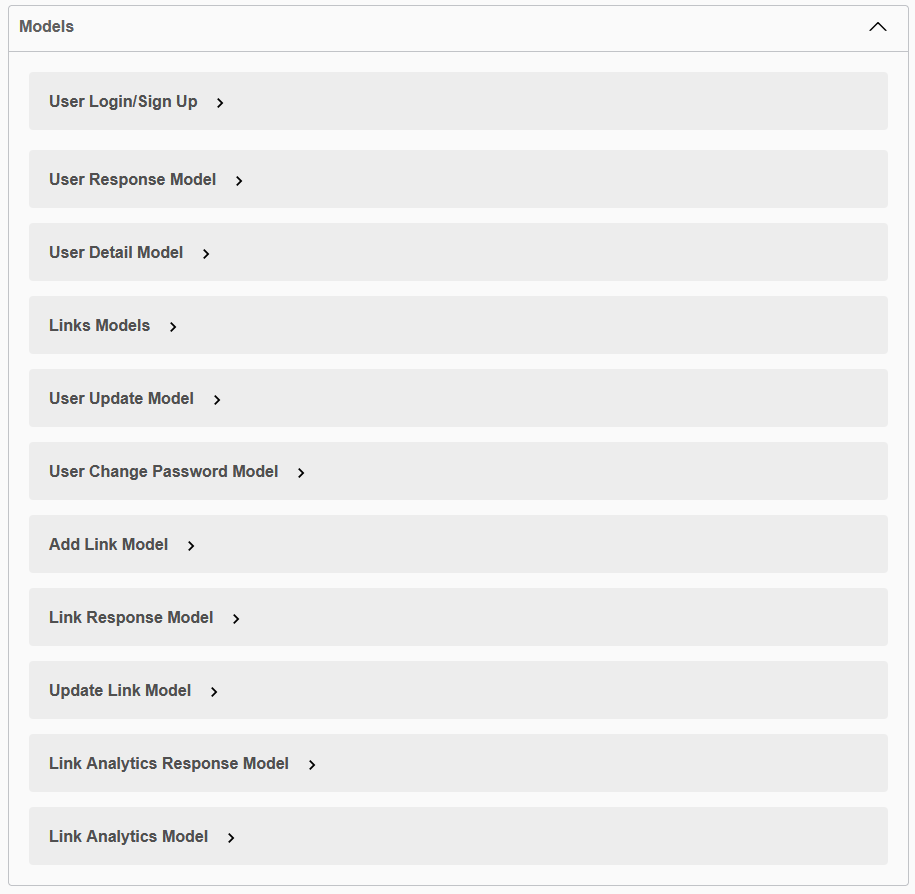 Models
User Login/Sign Up
User Response Model
User Detail Model
Links Models
User Update Model
User Change Password Model
Add Link Model
Link Response Model
Update Link Model
Link Analytics Response Model
Link Analytics Model